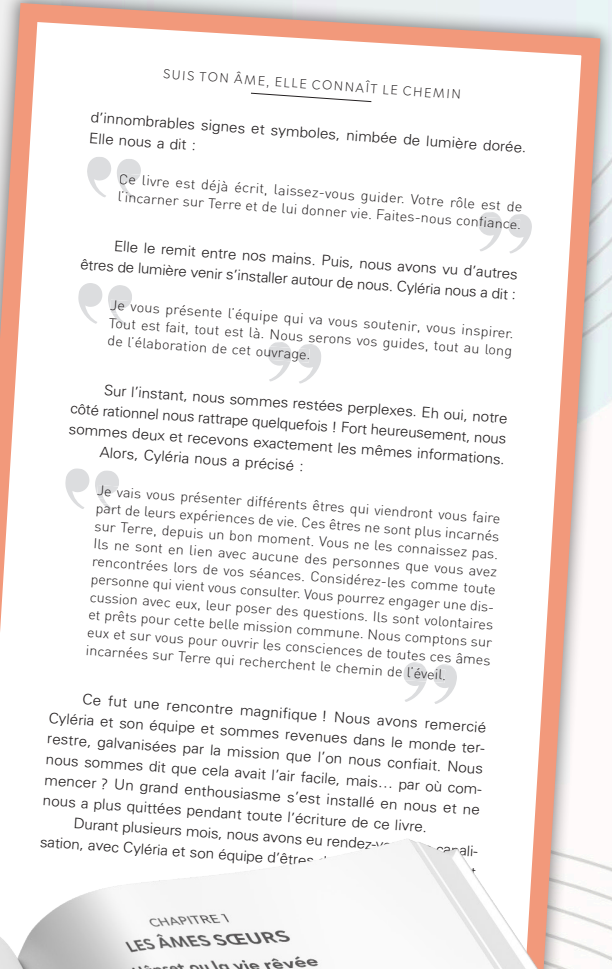 SUIS TON ÂME, ELLE CONNAÎT LE CHEMIN
d'innombrables signes et symboles, nimbée de lumière dorée.
Elle nous a dit :
Ce livre est déjà écrit, laissez-vous guider. Votre rôle est de
l'incarner sur Terre et de lui donner vie. Faites-nous confiance.
Elle le remit entre nos mains. Puis, nous avons vu d'autres
êtres de lumière venir s'installer autour de nous. Cyléria nous a dit :
Je vous présente l'équipe qui va vous soutenir, vous inspirer.
Tout est fait, tout est là. Nous serons vos guides, tout au long
de l'élaboration de cet ouvrage.
Sur l'instant, nous sommes restées perplexes. Eh oui, notre
côté rationnel nous rattrape quelquefois ! Fort heureusement, nous
sommes deux et recevons exactement les mêmes informations.
Alors, Cyléria nous a précisé :
Je vais vous présenter différents êtres qui viendront vous faire
part de leurs expériences de vie. Ces êtres ne sont plus incarnés
sur Terre, depuis un bon moment. Vous ne les connaissez pas.
Ils ne sont en lien avec aucune des personnes que vous avez
rencontrées lors de vos séances. Considérez-les comme toute
personne qui vient vous consulter. Vous pourrez engager une dis-
cussion avec eux, leur poser des questions. Ils sont volontaires
et prêts pour cette belle mission commune. Nous comptons sur
eux et sur vous pour ouvrir les consciences de toutes ces âmes
incarnées sur Terre qui recherchent le chemin de l'éveil.
Ce fut une rencontre magnifique ! Nous avons remercié
Cyléria et son équipe et sommes revenues dans le monde ter-
restre, galvanisées par la mission que l'on nous confiait. Nous
nous sommes dit que cela avait l'air facile, mais… par où com-
mencer ? Un grand enthousiasme s'est installé en nous et ne
nous a plus quittées pendant toute l'écriture de ce livre.
Durant plusieurs mois, nous avons eu
sation, avec Cyléria et son équipe d'êtres
CHAPITRE 1
LES ÂMES SŒURS
ou la vie rêvée